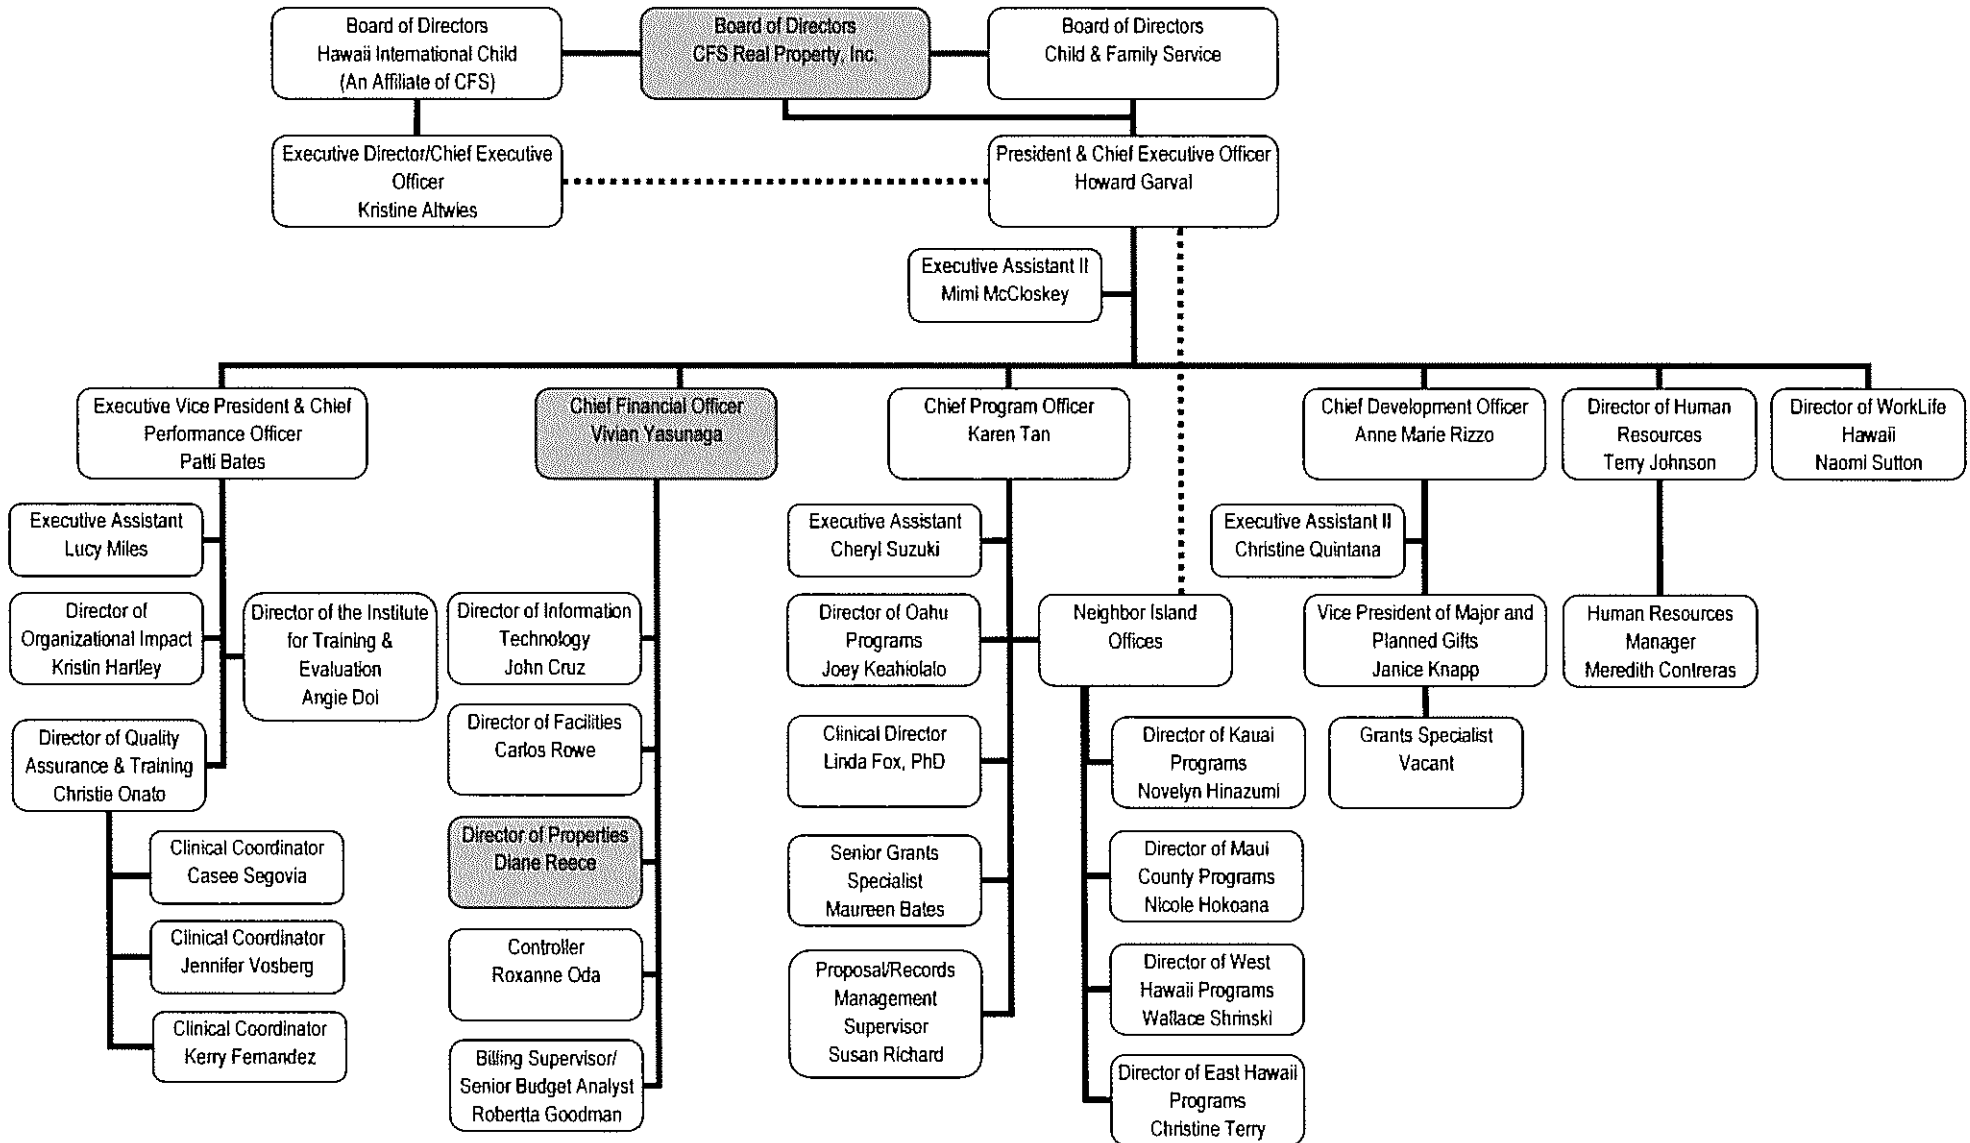 Board of Directors
Hawaii International Child
(An Affiliate of CFS)
Board of Directors
CFS Real Property, Inc.
Board of Directors
Child & Family Service
Executive Director/Chief Executive
Officer
Kristine Altwies
President & Chief Executive Officer
Howard Garval
Executive Assistant II
Mimi McCloskey
Executive Vice President & Chief
Performance Officer
Patti Bates
Chief Financial Officer
Vivian Yasunaga
Chief Program Officer
Karen Tan
Chief Development Officer
Anne Marie Rizzo
Director of Human
Resources
Terry Johnson
Director of WorkLife
Hawaii
Naomi Sutton
Executive Assistant
Lucy Miles
Director of
Organizational Impact
Kristin Hartley
Director of the Institute
for Training &
Evaluation
Angie Doi
Director of Quality
Assurance & Training
Christie Onato
Clinical Coordinator
Casee Segovia
Clinical Coordinator
Jennifer Vosberg
Clinical Coordinator
Kerry Fernandez
Director of Information
Technology
John Cruz
Director of Facilities
Carlos Rowe
Director of Properties
Diane Reece
Controller
Roxanne Oda
Billing Supervisor/
Senior Budget Analyst
Robertta Goodman
Executive Assistant
Cheryl Suzuki
Director of Oahu
Programs
Joey Keahiolalo
Clinical Director
Linda Fox, PhD
Senior Grants
Specialist
Maureen Bates
Proposal/Records
Management
Supervisor
Susan Richard
Neighbor Island
Offices
Director of Kauai
Programs
Novelyn Hinazumi
Director of Maui
County Programs
Nicole Hokoana
Director of West
Hawaii Programs
Wallace Shrinski
Director of East Hawaii
Programs
Christine Terry
Executive Assistant II
Christine Quintana
Vice President of Major and
Planned Gifts
Janice Knapp
Grants Specialist
Vacant
Human Resources
Manager
Meredith Contreras